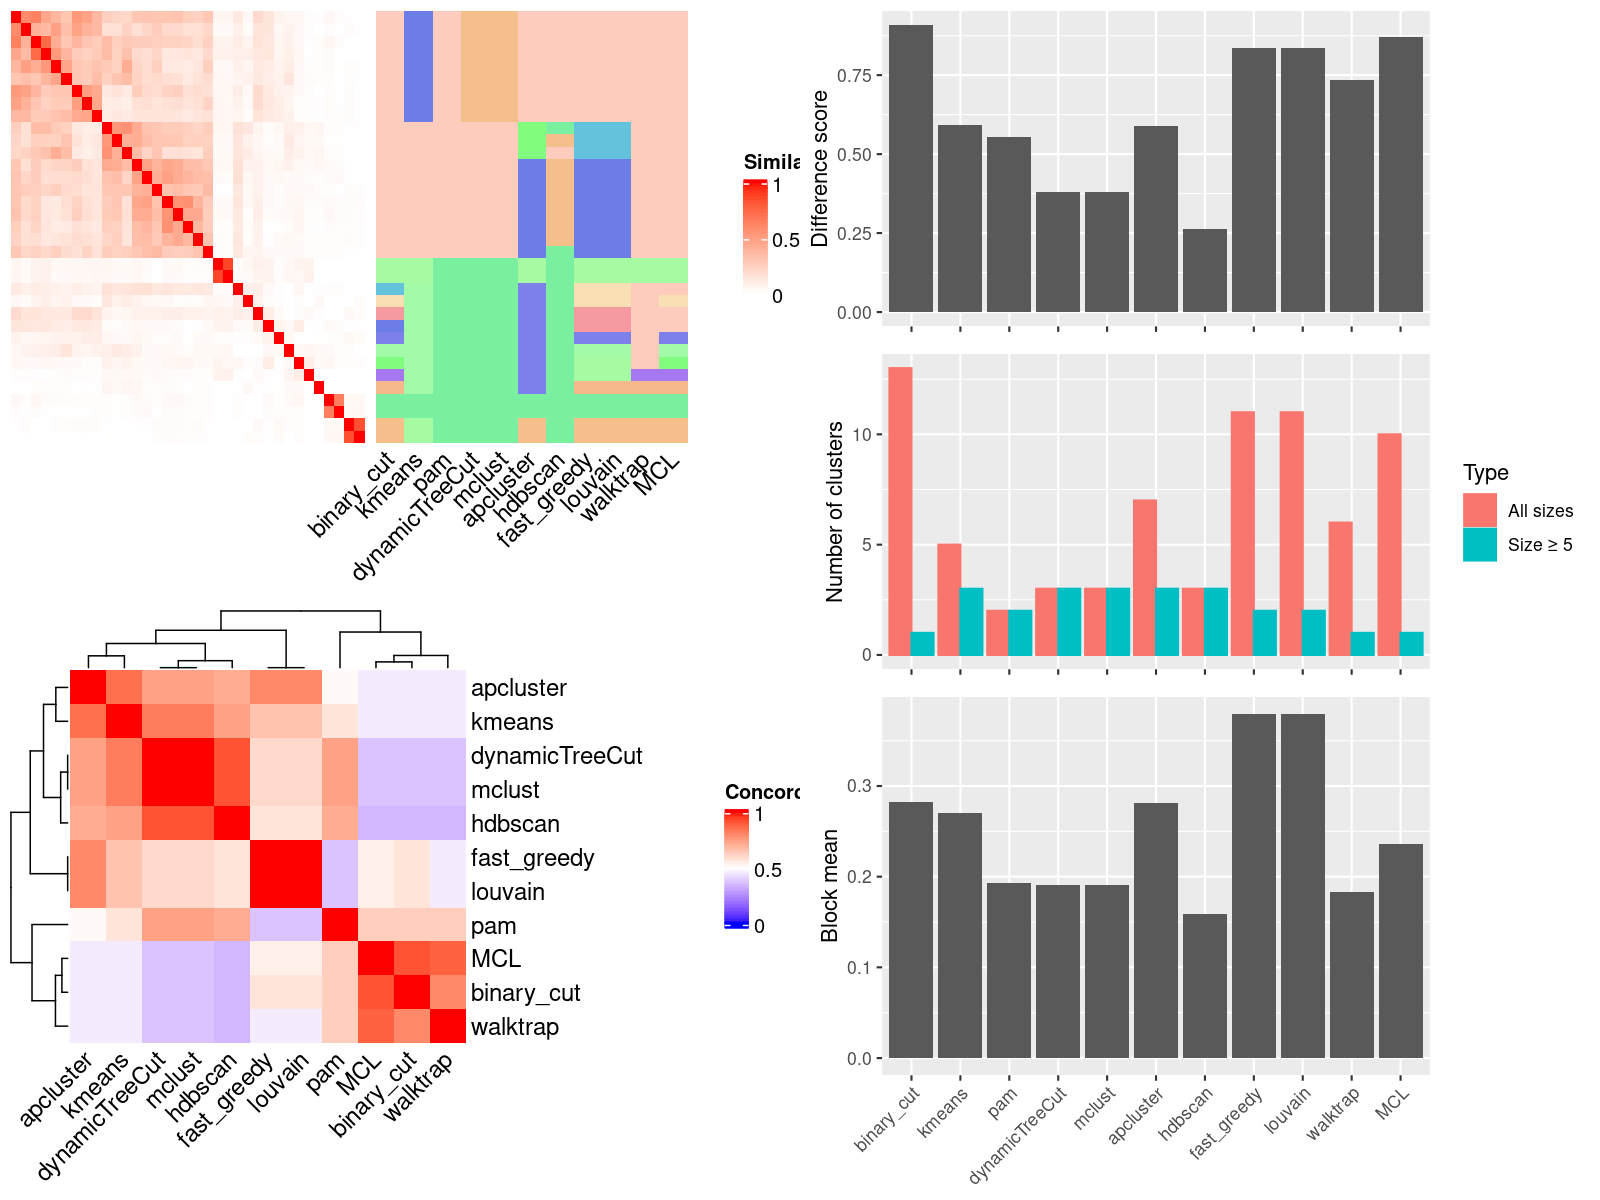 Simila
1
0.5
0
binary_cut
kmeans
pam
dynamicTreeCut
mclust
apcluster
hdbscan
fast_greedy
louvain
walktrap
MCL
apcluster
kmeans
dynamicTreeCut
mclust
hdbscan
fast_greedy
louvain
pam
MCL
binary_cut
walktrap
apcluster
kmeans
dynamicTreeCut
mclust
hdbscan
fast_greedy
louvain
pam
MCL
binary_cut
walktrap
Concord
1
0.5
0
Difference score
0.75
0.50
0.25
0.00
Number of clusters
10
5
0
Type
All sizes
Size ≥ 5
Block mean
0.3
0.2
0.1
0.0
binary_cut
kmeans
pam
dynamicTreeCut
mclust
apcluster
hdbscan
fast_greedy
louvain
walktrap
MCL